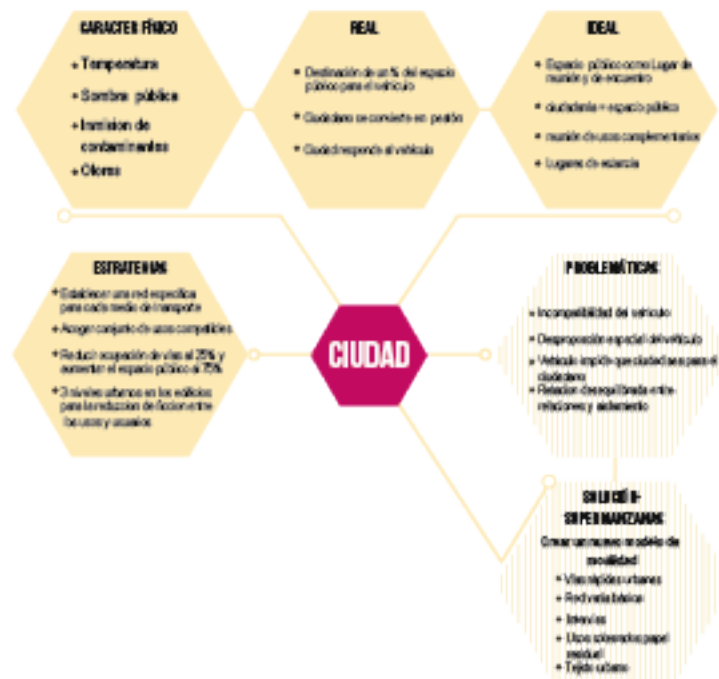 CARACTER FÍSICO
+ Temperatura
+ Sombra pública
+ Inmision de
contaminantes
+ Olores
REAL
+ Destinación de un % del espacio
público para el vehículo
+ Ciudadano se convierte en peatón
+ Ciudad responde al vehículo
IDEAL
+ Espacio público como Lugar de
reunión y de encuentro
+ ciudadanía = espacio público
+ reunión de usos complementarios
+ Lugares de estancia
ESTRATEGIAS
+ Establecer una red específica
para cada medio de transporte
+ Acoger conjunto de usos compatibles
+ Reducir ocupación de vías al 25% y
aumentar el espacio público al 75%
+ 3 niveles urbanos en los edificios
para la reduccion de friccion entre
los usos y usuarios
CIUDAD
PROBLEMÁTICAS
+ Incompatibilidad del vehículo
+ Desproporción espacial del vehículo
+ Vehículo impide que ciudad sea para el
ciudadano
+ Relacion desequilibrada entre
relaciones y aislamiento
SOLUCIÓN-
SUPERMANZANAS
Crear un nuevo modelo de
movilidad
+ Vías rápidas urbanas
+ Red varia básica
+ Intervías
+ Usos papel
residual
+ Tejido urbano